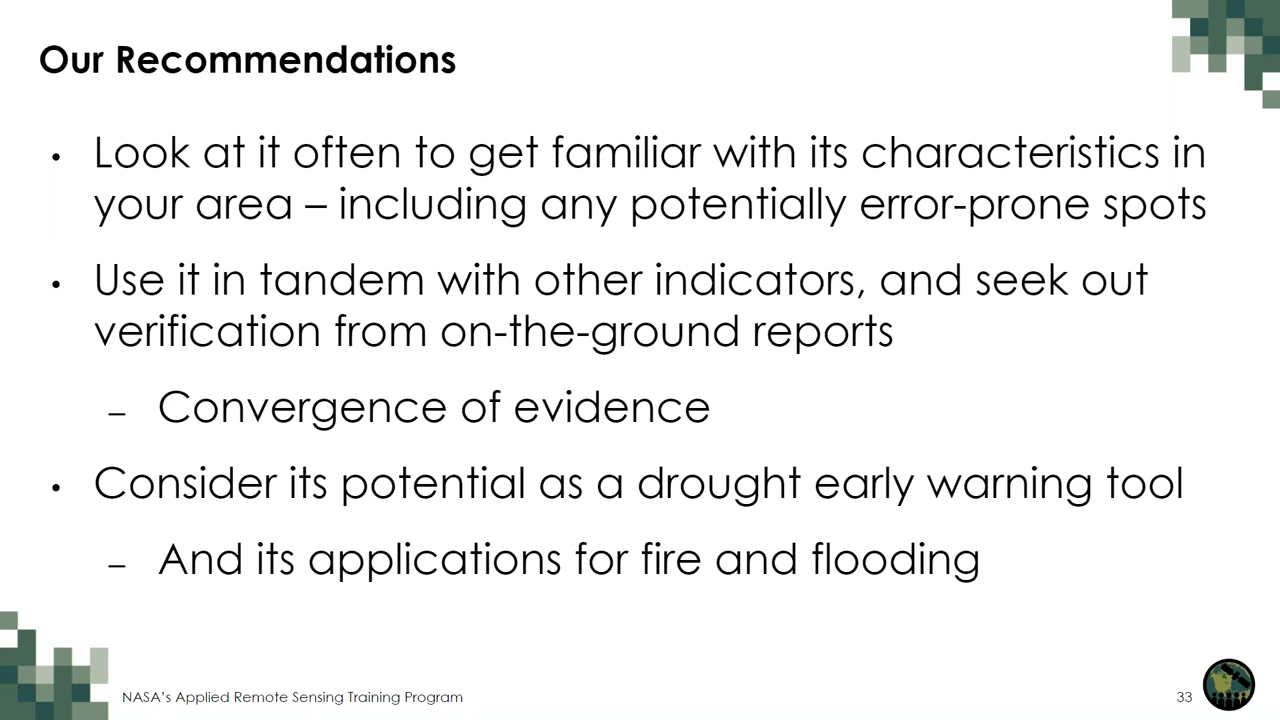 Our Recommendations
• Look at it often to get familiar with its characteristics in
your area – including any potentially error-prone spots
• Use it in tandem with other indicators, and seek out
verification from on-the-ground reports
– Convergence of evidence
• Consider its potential as a drought early warning tool
– And its applications for fire and flooding
NASA's Applied Remote Sensing Training Program
33